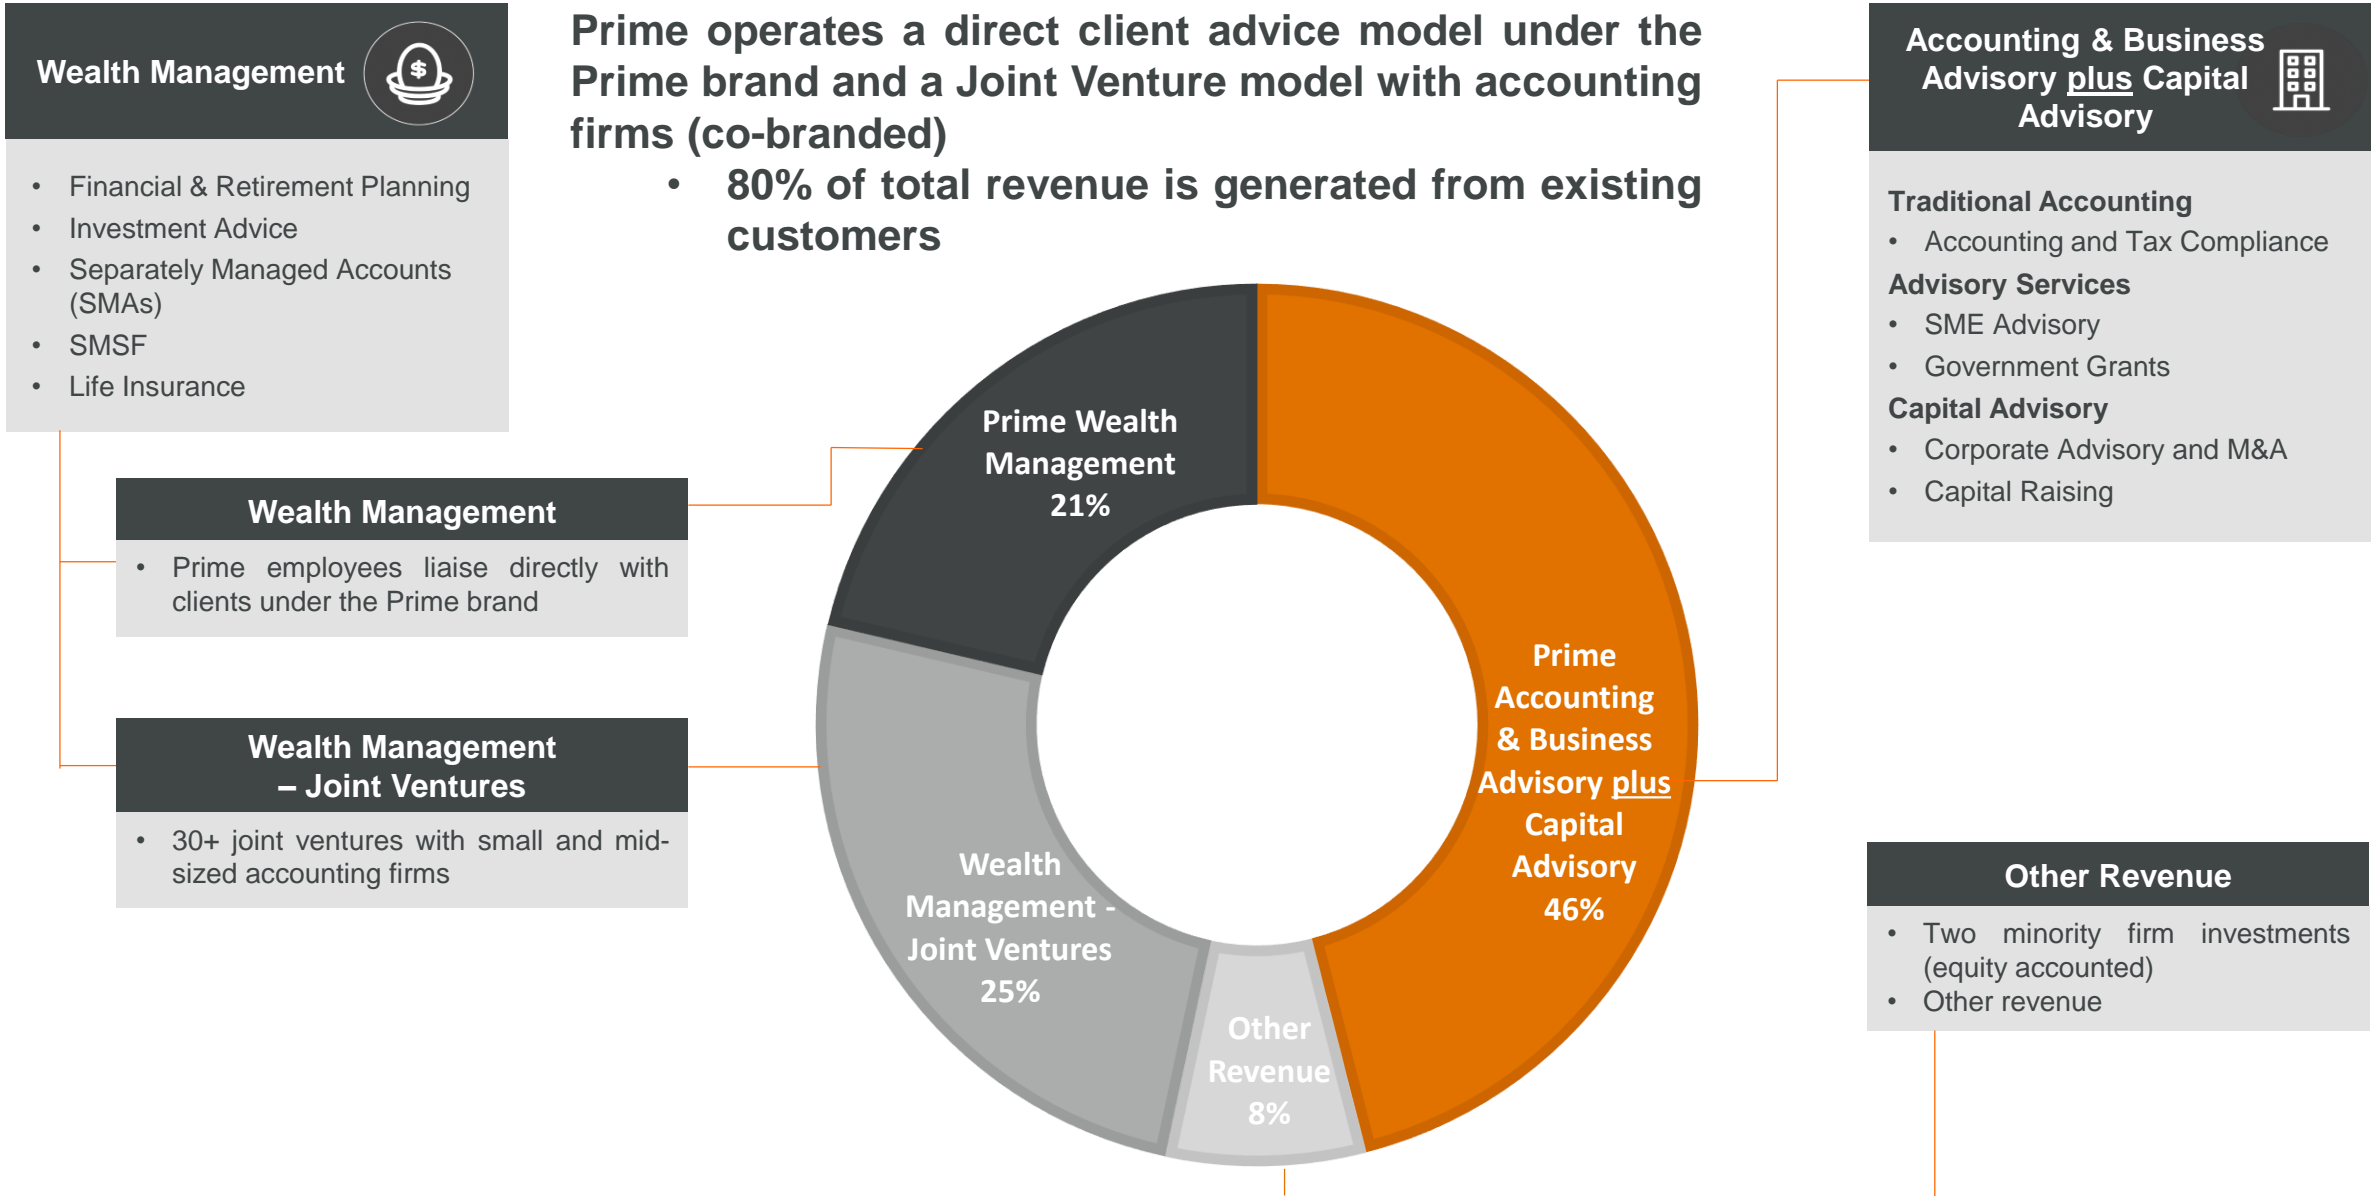 Wealth Management
$
• Financial & Retirement Planning
• Investment Advice
• Separately Managed Accounts
(SMAs)
• SMSF
• Life Insurance
Prime operates a direct client advice model under the
Prime brand and a Joint Venture model with accounting
firms (co-branded)
• 80% of total revenue is generated from existing
customers
Accounting & Business
Advisory plus Capital
Advisory
Traditional Accounting
• Accounting and Tax Compliance
Advisory Services
• SME Advisory
• Government Grants
Capital Advisory
• Corporate Advisory and M&A
• Capital Raising
Wealth Management
• Prime employees liaise directly with
clients under the Prime brand
Wealth Management
– Joint Ventures
• 30+ joint ventures with small and mid-
sized accounting firms
Prime Wealth
Management
21%
Prime
Accounting
& Business
Advisory plus
Capital
Advisory
46%
Wealth
Management -
Joint Ventures
25%
Other
Revenue
8%
Other Revenue
• Two minority firm investments
(equity accounted)
• Other revenue